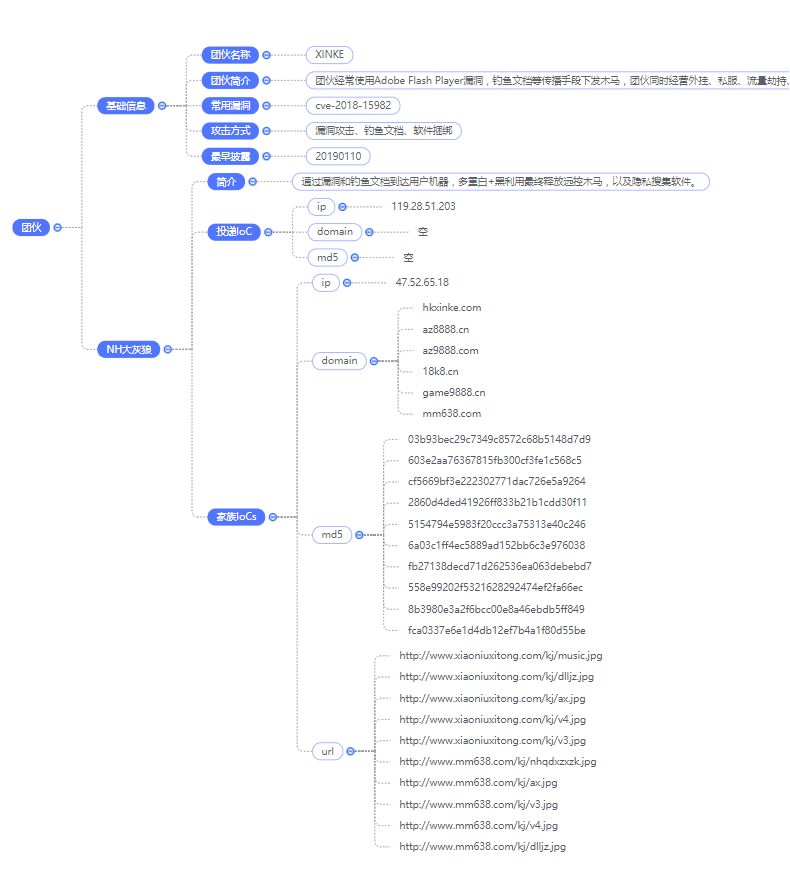 团伙
基础信息
团伙名称
XINKE
团伙简介
团伙经常使用Adobe Flash Player漏洞，钓鱼文档等传播手段下发木马，团伙同时经营外挂、私服、流量劫持、
常用漏洞
cve-2018-15982
攻击方式
漏洞攻击、钓鱼文档、软件捆绑
最早披露
20190110
NH大灰狼
简介
通过漏洞和钓鱼文档到达用户机器，多重白+黑利用最终释放远控木马，以及隐私搜集软件。
投递IoC
ip
119.28.51.203
domain
空
md5
空
家族IoCs
ip
47.52.65.18
domain
hkxinke.com
az8888.cn
az9888.com
18k8.cn
game9888.cn
mm638.com
md5
03b93bec29c7349c8572c68b5148d7d9
603e2aa76367815fb300cf3fe1c568c5
cf5669bf3e222302771dac726e5a9264
2860d4ded41926ff833b21b1cdd30f11
5154794e5983f20ccc3a75313e40c246
6a03c1ff4ec5889ad152bb6c3e976038
fb27138decd71d262536ea063debebd7
558e99202f5321628292474ef2fa66ec
8b3980e3a2f6bcc00e8a46ebdb5ff849
fca0337e6e1d4db12ef7b4a1f80d55be
url
http://www.xiaoniuxitong.com/kj/music.jpg
http://www.xiaoniuxitong.com/kj/dlljz.jpg
http://www.xiaoniuxitong.com/kj/ax.jpg
http://www.xiaoniuxitong.com/kj/v4.jpg
http://www.xiaoniuxitong.com/kj/v3.jpg
http://www.mm638.com/kj/nhqdxzxzk.jpg
http://www.mm638.com/kj/ax.jpg
http://www.mm638.com/kj/v3.jpg
http://www.mm638.com/kj/v4.jpg
http://www.mm638.com/kj/dlljz.jpg